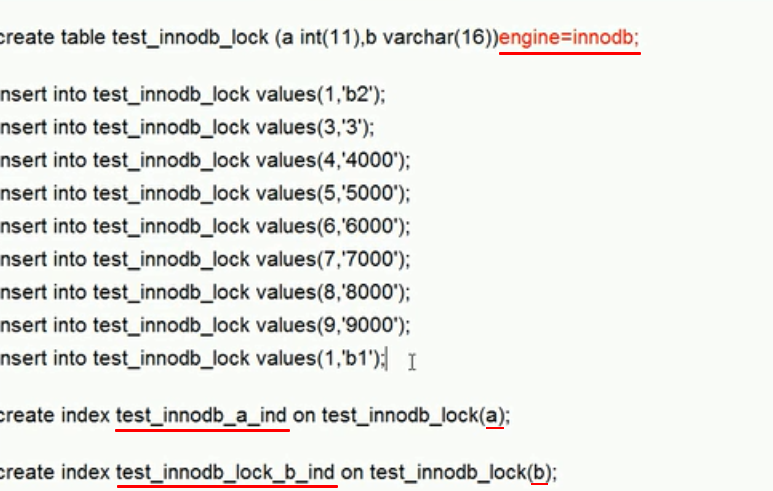 create table test_innodb_lock (a int(11),b varchar(16))engine=innodb;
nsert into test_innodb_lock values(1,'b2');
nsert into test_innodb_lock values(3,'3');
nsert into test_innodb_lock values(4,'4000');
nsert into test_innodb_lock values(5,'5000');
nsert into test_innodb_lock values(6,'6000');
nsert into test_innodb_lock values(7,'7000');
nsert into test_innodb_lock values(8,'8000');
nsert into test_innodb_lock values(9,'9000');
nsert into test_innodb_lock values(1,'b1');
create index test_innodb_a_ind on test_innodb_lock(a);
create index test_innodb_lock_b_ind on test_innodb_lock(b);